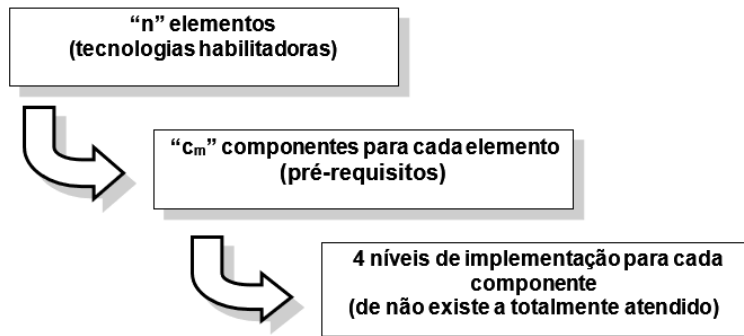 “n” elementos
(tecnologias habilitadoras)
“cm” componentes para cada elemento
(pré-requisitos)
4 níveis de implementação para cada
componente
(de não existe a totalmente atendido)